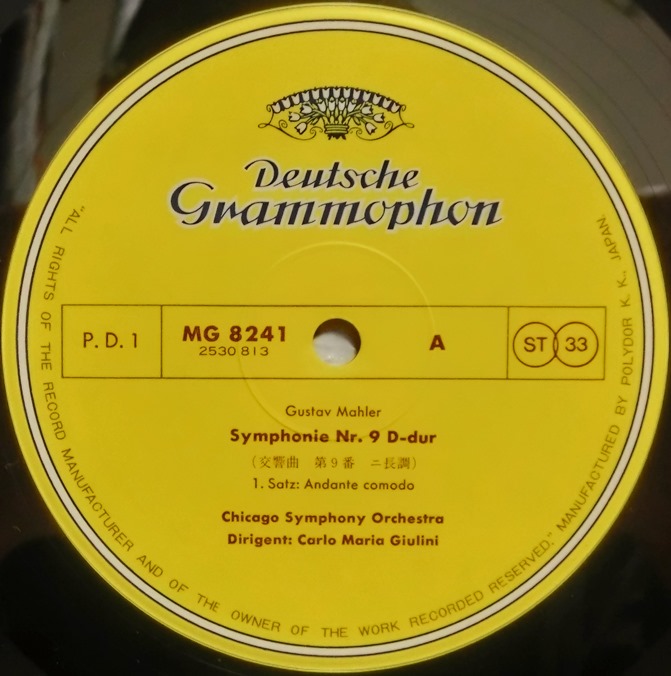 Deutsche
Grammophon
P. D. 1
MG 8241
2530 813
A
ST 33
Gustav Mahler
Symphonie Nr. 9 D-dur
(交響曲 第9番 ニ長調)
1. Satz: Andante comodo
Chicago Symphony Orchestra
Dirigent: Carlo Maria Giulini
"ALL RIGHTS OF THE RECORD MANUFACTURER AND OF THE OWNER OF THE WORK RECORDED RESERVED." MANUFACTURED BY POLYDOR K. K., JAPAN.